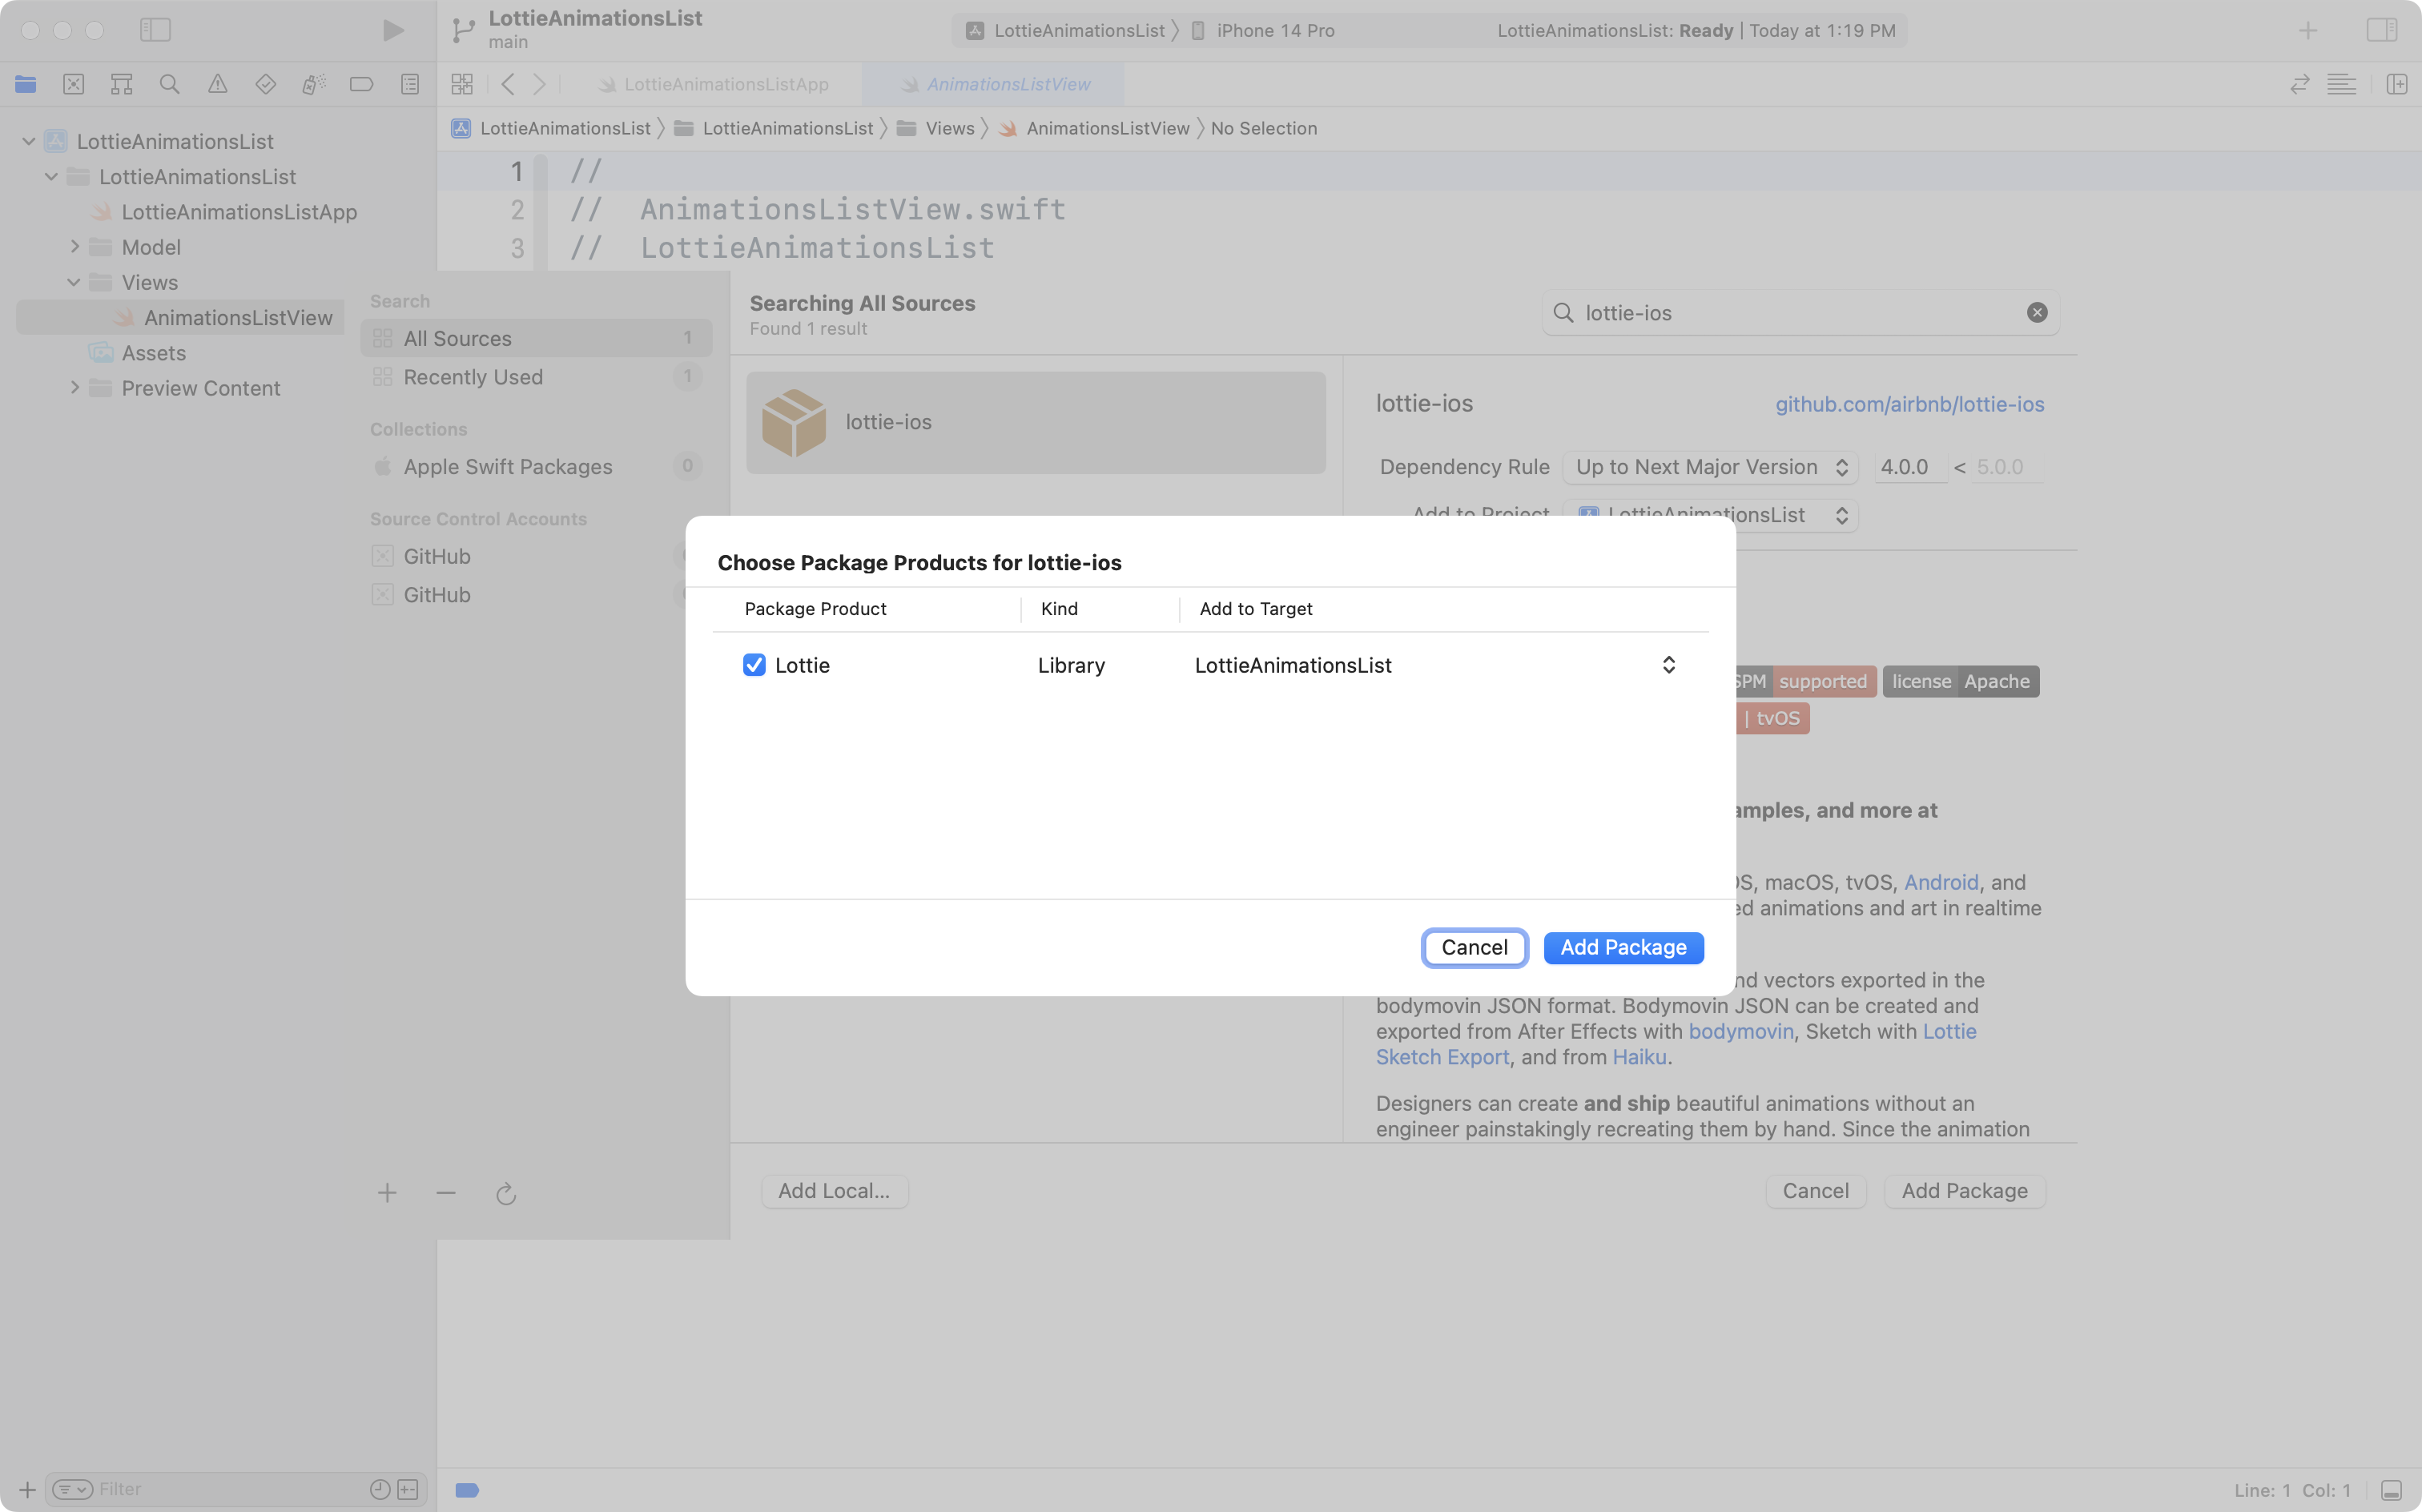 LottieAnimationsList
main
LottieAnimationsList
iPhone 14 Pro
LottieAnimationsList: Ready | Today at 1:19 PM
LottieAnimationsListApp
AnimationsListView
LottieAnimationsList
LottieAnimationsList
Views
AnimationsListView
No Selection
LottieAnimationsList
LottieAnimationsList
LottieAnimationsListApp
Model
Views
AnimationsListView
Assets
Preview Content
1 //
2 // AnimationsListView.swift
3 // LottieAnimationsList
Search
All Sources 1
Recently Used 1
Collections
Apple Swift Packages 0
Source Control Accounts
GitHub
GitHub
Searching All Sources
Found 1 result
lottie-ios
lottie-ios
lottie-ios
github.com/airbnb/lottie-ios
Dependency Rule Up to Next Major Version 4.0.0 < 5.0.0
Add to Project LottieAnimationsList
Choose Package Products for lottie-ios
Package Product Kind Add to Target
Lottie Library LottieAnimationsList
Cancel Add Package
SPM supported license Apache
| tvOS
and more at
macOS, tvOS, Android, and
animations and art in realtime
vectors exported in the
bodymovin JSON format. Bodymovin JSON can be created and
exported from After Effects with bodymovin, Sketch with Lottie
Sketch Export, and from Haiku.
Designers can create and ship beautiful animations without an
engineer painstakingly recreating them by hand. Since the animation
Add Local...
Cancel Add Package
Filter
Line: 1 Col: 1